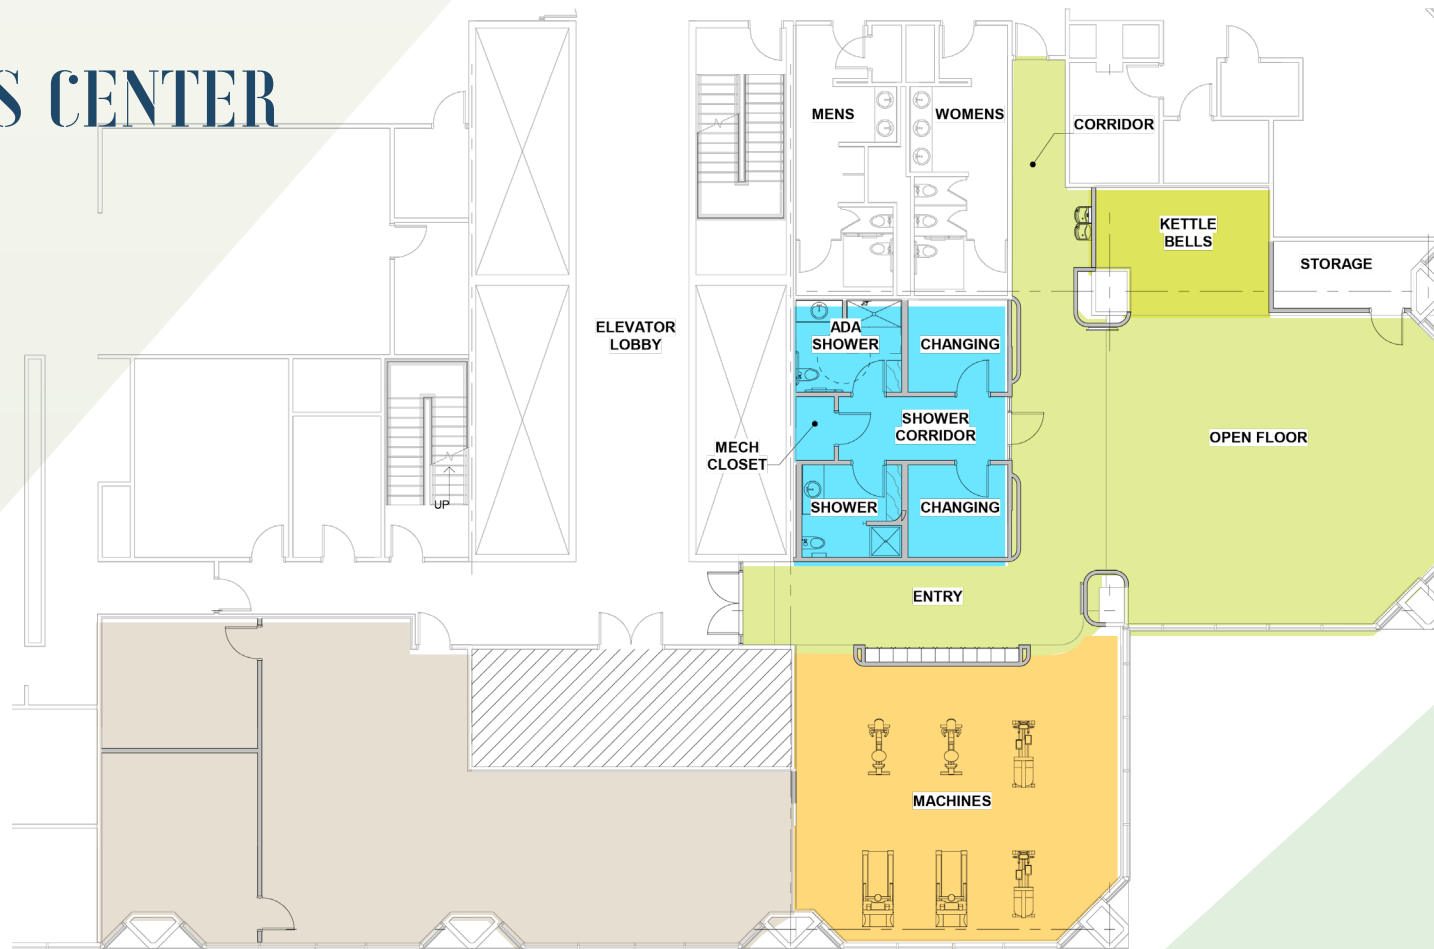 S CENTER
MENS
WOMENS
CORRIDOR
KETTLE
BELLS
STORAGE
ELEVATOR
LOBBY
ADA
SHOWER
CHANGING
SHOWER
CORRIDOR
OPEN FLOOR
MECH
CLOSET
UP
SHOWER
CHANGING
ENTRY
MACHINES